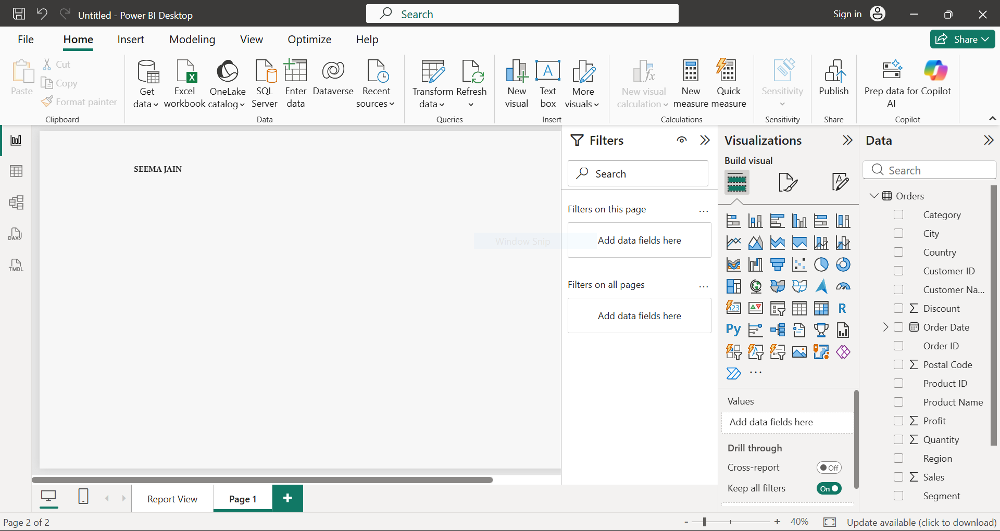 Untitled - Power BI Desktop
Search
Sign in
File
Home
Insert
Modeling
View
Optimize
Help
Share
Paste
Cut
Copy
Format painter
Clipboard
Get data
Excel workbook
OneLake catalog
SQL Server
Enter data
Dataverse
Recent sources
Data
Transform data
Refresh
Queries
New visual
Text box
More visuals
Insert
New visual calculation
New measure
Quick measure
Calculations
Sensitivity
Sensitivity
Publish
Share
Prep data for AI
Copilot
Copilot
SEEMA JAIN
Window Snip
DAX
TMDL
Filters
Search
Filters on this page
...
Add data fields here
Filters on all pages
...
Add data fields here
Visualizations
Build visual
123
R
Py
...
Values
Add data fields here
Drill through
Cross-report
Off
Keep all filters
On
Data
Search
Orders
Category
City
Country
Customer ID
Customer Na...
Discount
Order Date
Order ID
Postal Code
Product ID
Product Name
Profit
Quantity
Region
Sales
Segment
Report View
Page 1
+
Page 2 of 2
- + 40%
Update available (click to download)